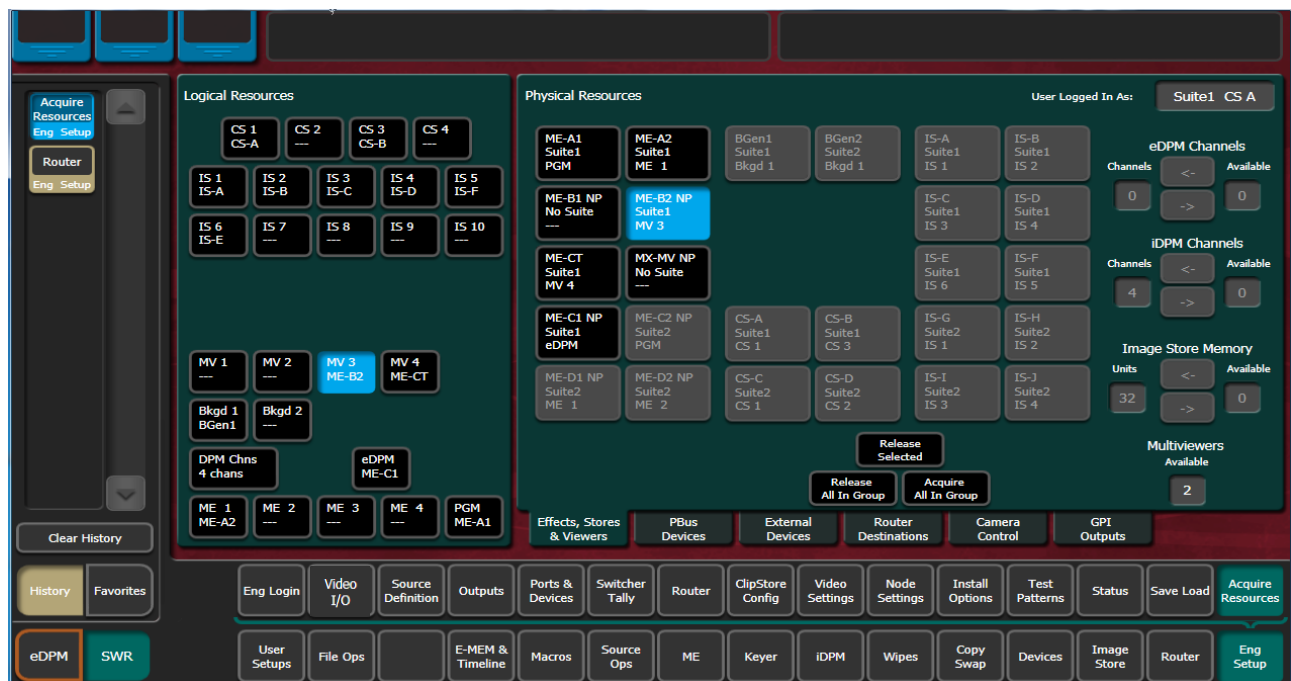 Acquire
Resources
Eng Setup
Router
Eng Setup
Clear History
History
Favorites
eDPM
SWR
Logical Resources
CS 1
CS-A
CS 2
---
CS 3
CS-B
CS 4
---
IS 1
IS-A
IS 2
IS-B
IS 3
IS-C
IS 4
IS-D
IS 5
IS-F
IS 6
IS-E
IS 7
---
IS 8
---
IS 9
---
IS 10
---
MV 1
---
MV 2
---
MV 3
ME-B2
MV 4
ME-CT
Bkgd 1
BGen1
Bkgd 2
---
DPM Chns
4 chans
eDPM
ME-C1
ME 1
ME-A2
ME 2
---
ME 3
---
ME 4
---
PGM
ME-A1
Physical Resources
User Logged In As:
Suite1 CS A
ME-A1
Suite1
PGM
ME-A2
Suite1
ME 1
BGen1
Suite1
Bkgd 1
BGen2
Suite2
Bkgd 1
IS-A
Suite1
IS 1
IS-B
Suite1
IS 2
ME-B1 NP
No Suite
---
ME-B2 NP
Suite1
MV 3
IS-C
Suite1
IS 3
IS-D
Suite1
IS 4
ME-CT
Suite1
MV 4
MX-MV NP
No Suite
---
IS-E
Suite1
IS 6
IS-F
Suite1
IS 5
ME-C1 NP
Suite1
eDPM
ME-C2 NP
Suite2
PGM
CS-A
Suite1
CS 1
CS-B
Suite1
CS 3
IS-G
Suite2
IS 1
IS-H
Suite2
IS 2
ME-D1 NP
Suite2
ME 1
ME-D2 NP
Suite2
ME 2
CS-C
Suite2
CS 1
CS-D
Suite2
CS 2
IS-I
Suite2
IS 3
IS-J
Suite2
IS 4
eDPM Channels
Channels
<-
Available
0
->
0
iDPM Channels
Channels
<-
Available
4
->
0
Image Store Memory
Units
<-
Available
32
->
0
Multiviewers
Available
2
Release
Selected
Release
All In Group
Acquire
All In Group
Effects, Stores
& Viewers
PBus
Devices
External
Devices
Router
Destinations
Camera
Control
GPI
Outputs
Eng Login
Video
I/O
Source
Definition
Outputs
Ports &
Devices
Switcher
Tally
Router
ClipStore
Config
Video
Settings
Node
Settings
Install
Options
Test
Patterns
Status
Save Load
Acquire
Resources
User
Setups
File Ops
E-MEM &
Timeline
Macros
Source
Ops
ME
Keyer
iDPM
Wipes
Copy
Swap
Devices
Image
Store
Router
Eng
Setup